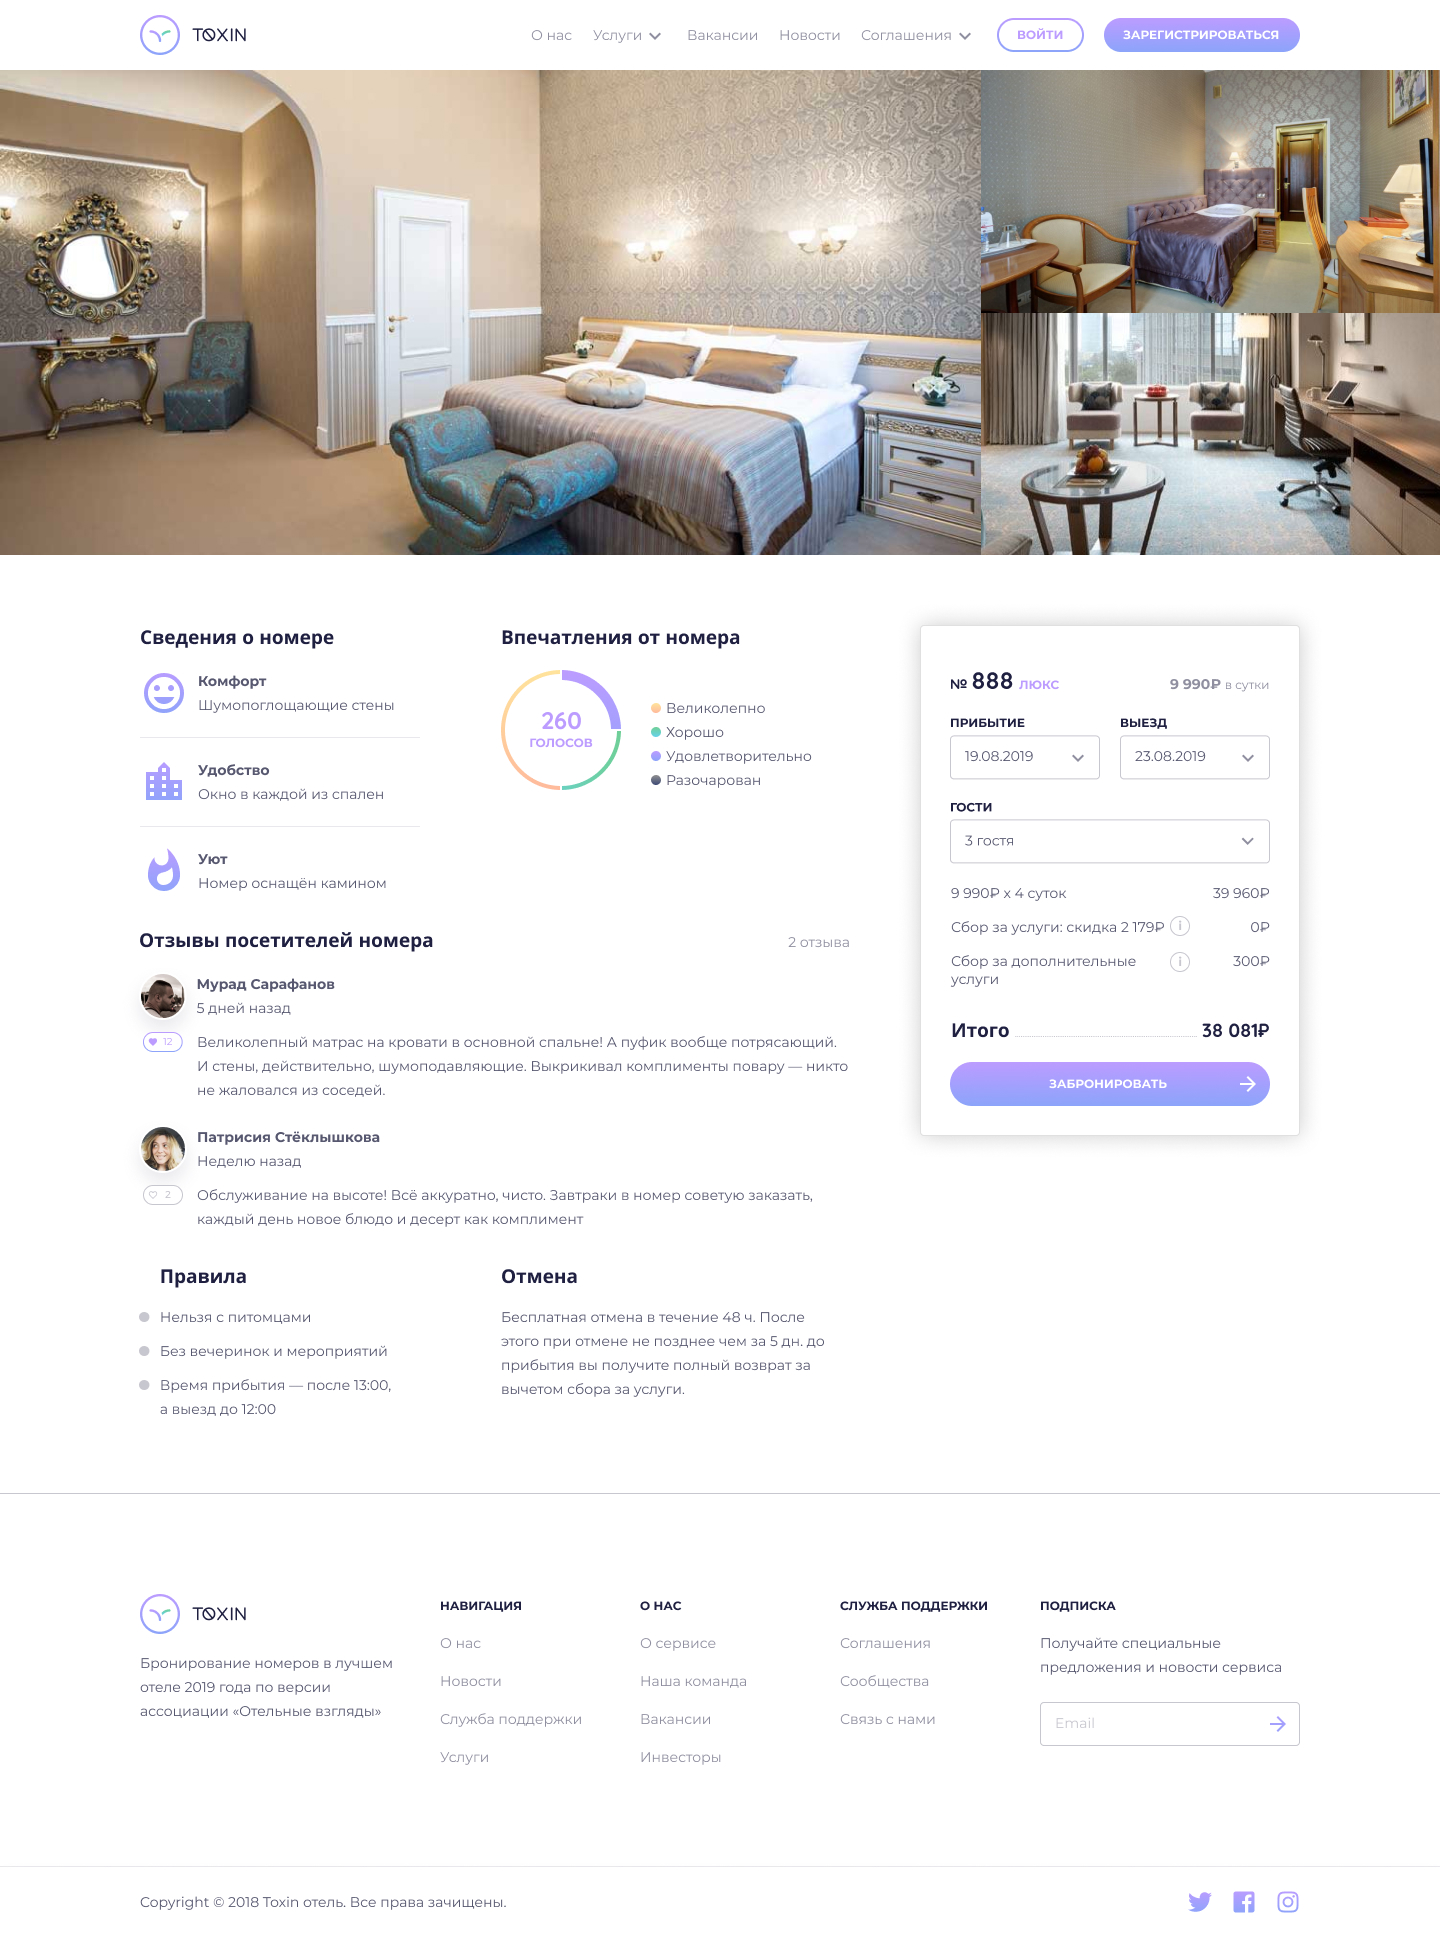 TOXIN
О нас
Услуги
Вакансии
Новости
Соглашения
ВОЙТИ
ЗАРЕГИСТРИРОВАТЬСЯ
Сведения о номере
Комфорт
Шумопоглощающие стены
Удобство
Окно в каждой из спален
Уют
Номер оснащён камином
Впечатления от номера
260
ГОЛОСОВ
Великолепно
Хорошо
Удовлетворительно
Разочарован
№ 888 ЛЮКС
9 990₽ в сутки
ПРИБЫТИЕ
ВЫЕЗД
19.08.2019
23.08.2019
ГОСТИ
3 гостя
9 990₽ х 4 суток
39 960₽
Сбор за услуги: скидка 2 179₽
0₽
Сбор за дополнительные
услуги
300₽
Итого
38 081₽
ЗАБРОНИРОВАТЬ
Отзывы посетителей номера
2 отзыва
Мурад Сарафанов
5 дней назад
12
Великолепный матрас на кровати в основной спальне! А пуфик вообще потрясающий.
И стены, действительно, шумоподавляющие. Выкрикивал комплименты повару — никто
не жаловался из соседей.
Патрисия Стёклышкова
Неделю назад
2
Обслуживание на высоте! Всё аккуратно, чисто. Завтраки в номер советую заказать,
каждый день новое блюдо и десерт как комплимент
Правила
Нельзя с питомцами
Без вечеринок и мероприятий
Время прибытия — после 13:00,
а выезд до 12:00
Отмена
Бесплатная отмена в течение 48 ч. После
этого при отмене не позднее чем за 5 дн. до
прибытия вы получите полный возврат за
вычетом сбора за услуги.
TOXIN
Бронирование номеров в лучшем
отеле 2019 года по версии
ассоциации «Отельные взгляды»
НАВИГАЦИЯ
О нас
Новости
Служба поддержки
Услуги
О НАС
О сервисе
Наша команда
Вакансии
Инвесторы
СЛУЖБА ПОДДЕРЖКИ
Соглашения
Сообщества
Связь с нами
ПОДПИСКА
Получайте специальные
предложения и новости сервиса
Email
Copyright © 2018 Toxin отель. Все права зачищены.